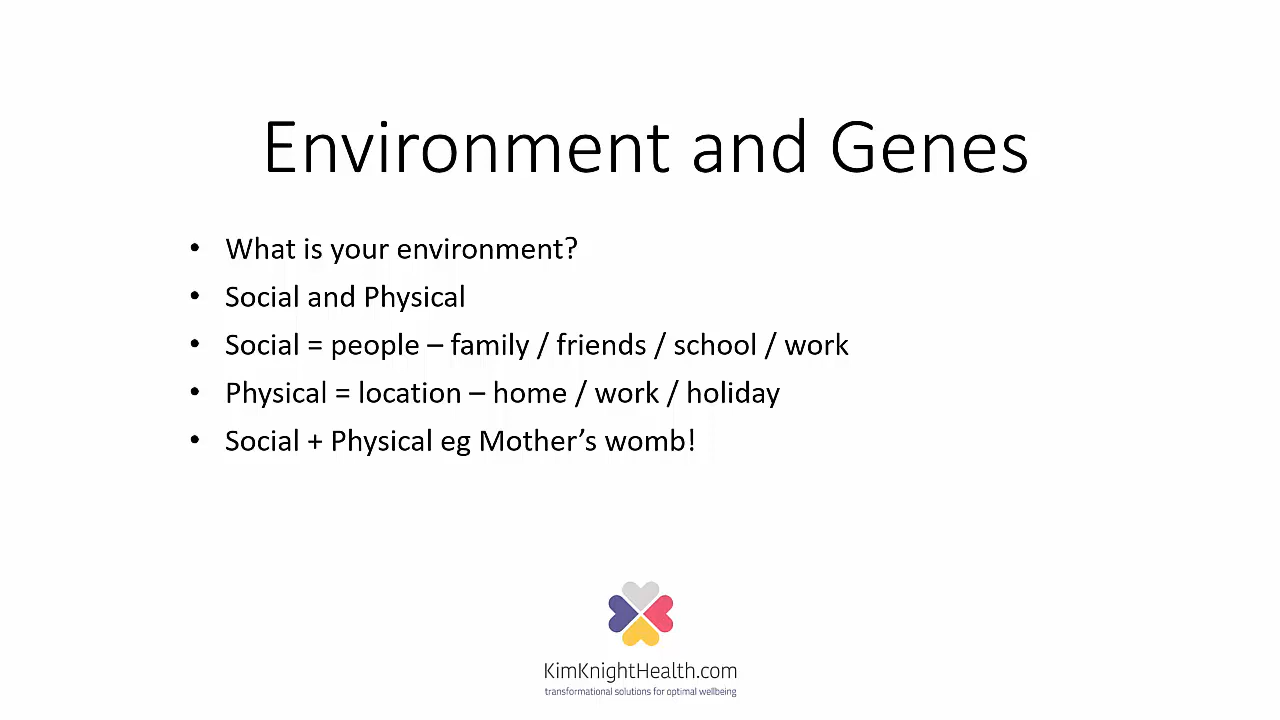 Environment and Genes
• What is your environment?
• Social and Physical
• Social = people – family / friends / school / work
• Physical = location – home / work / holiday
• Social + Physical eg Mother’s womb!
KimKnightHealth.com
transformational solutions for optimal wellbeing